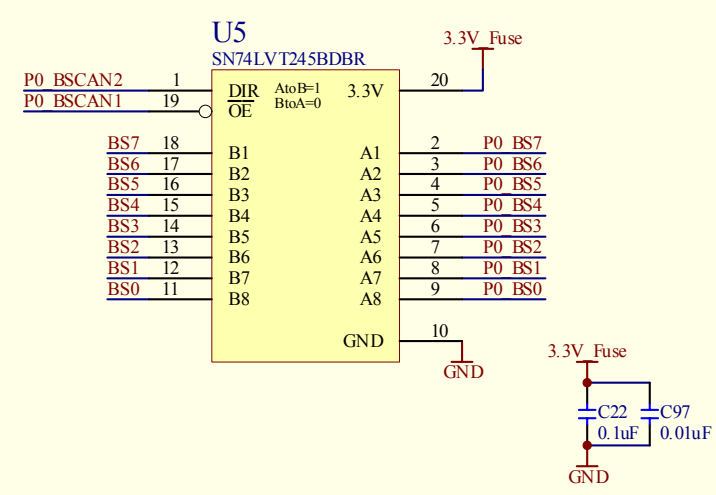 U5
SN74LVT245BDBR
3.3V_Fuse
P0_BSCAN2 1 DIR AtoB=1 3.3V 20
P0_BSCAN1 19 OE BtoA=0
BS7 18 B1 A1 2 P0_BS7
BS6 17 B2 A2 3 P0_BS6
BS5 16 B3 A3 4 P0_BS5
BS4 15 B4 A4 5 P0_BS4
BS3 14 B5 A5 6 P0_BS3
BS2 13 B6 A6 7 P0_BS2
BS1 12 B7 A7 8 P0_BS1
BS0 11 B8 A8 9 P0_BS0
GND 10
GND
3.3V_Fuse
C22 C97
0.1uF 0.01uF
GND